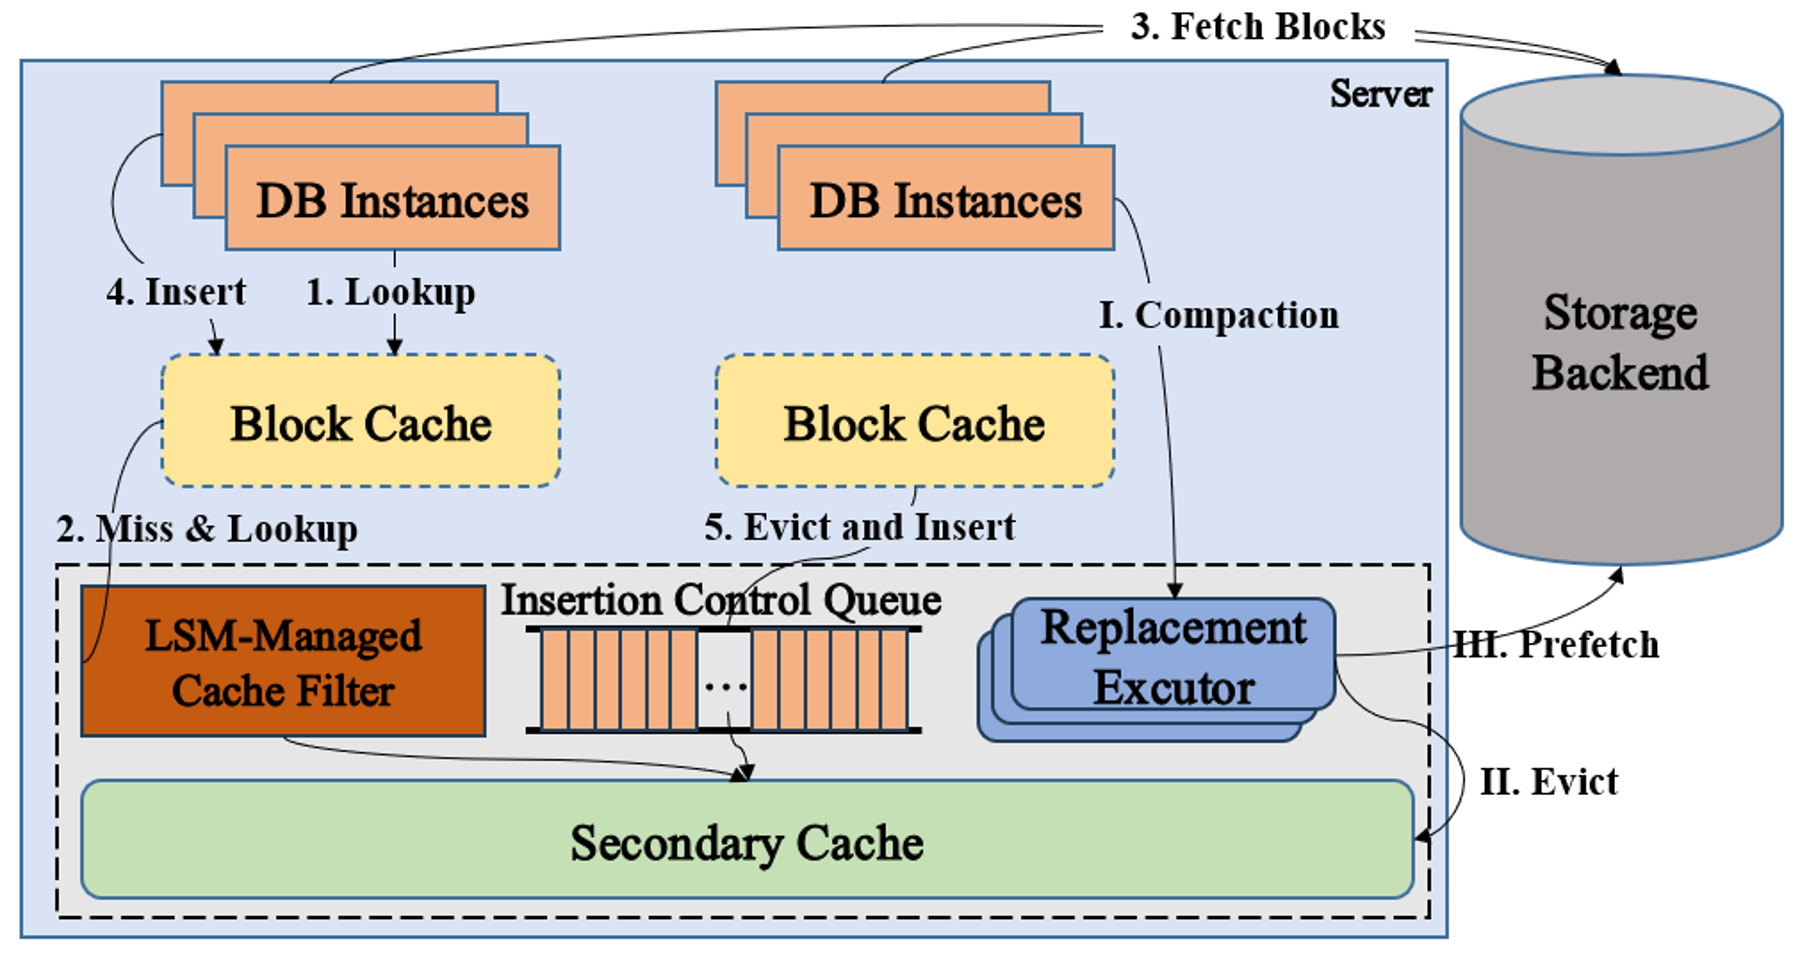 3. Fetch Blocks
Server
DB Instances
DB Instances
4. Insert
1. Lookup
I. Compaction
Storage
Backend
Block Cache
Block Cache
2. Miss & Lookup
5. Evict and Insert
LSM-Managed
Cache Filter
Insertion Control Queue
...
Replacement
Excutor
III. Prefetch
II. Evict
Secondary Cache